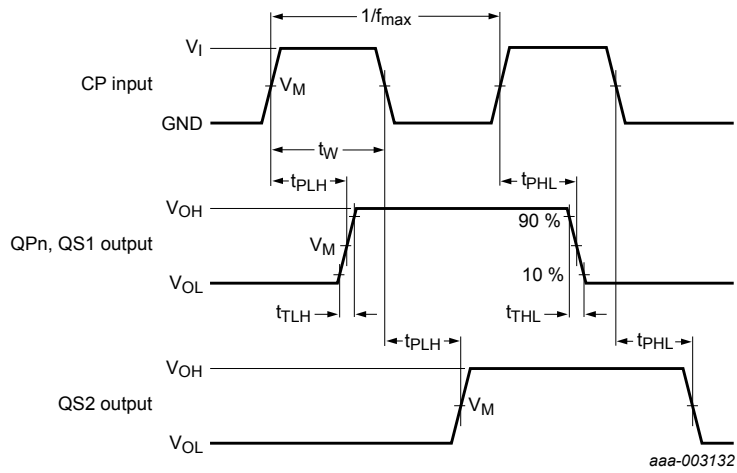 1/fmax
VI
CP input
VM
GND
tW
tPLH
tPHL
VOH
90 %
QPn, QS1 output
VM
10 %
VOL
tTLH
tTHL
tPLH
tPHL
VOH
QS2 output
VM
VOL
aaa-003132